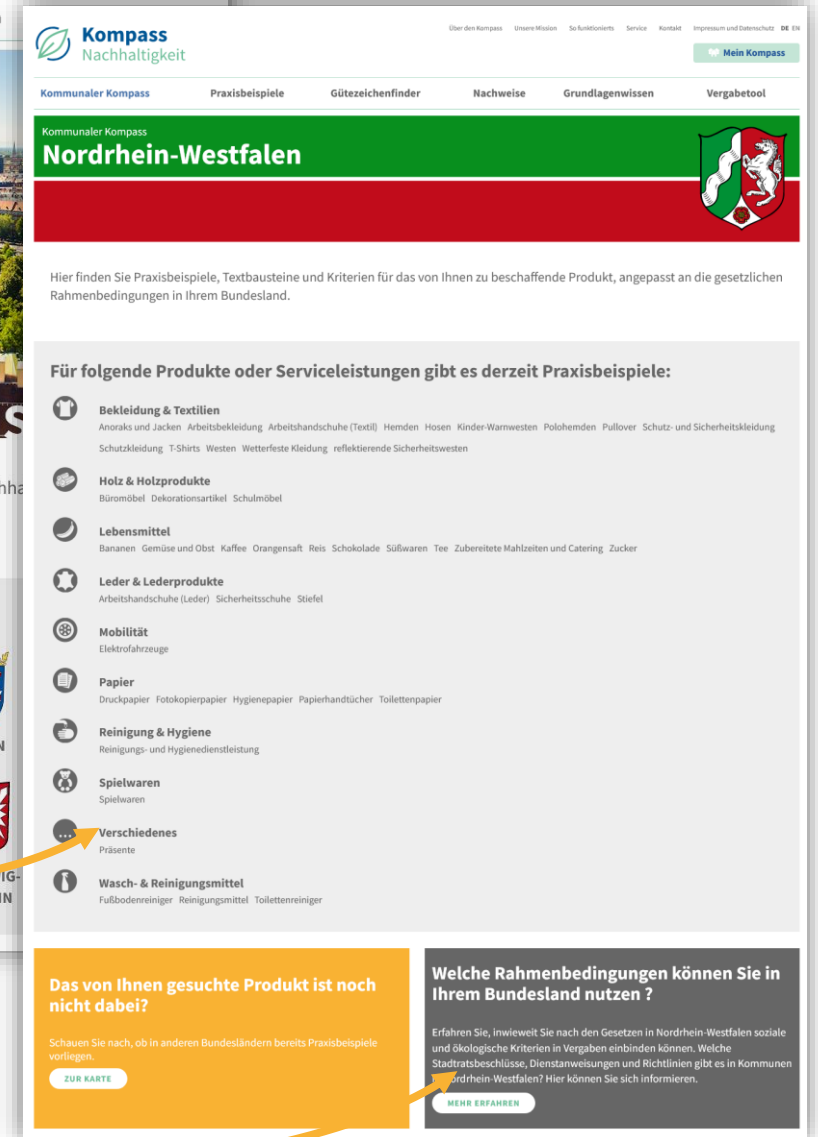 Kompass
Nachhaltigkeit
Über den Kompass Unsere Mission So funktionierts Service Kontakt Impressum und Datenschutz DE EN
Mein Kompass
Kommunaler Kompass Praxisbeispiele Gütezeichenfinder Nachweise Grundlagenwissen Vergabetool
Kommunaler Kompass
Nordrhein-Westfalen
Hier finden Sie Praxisbeispiele, Textbausteine und Kriterien für das von Ihnen zu beschaffende Produkt, angepasst an die gesetzlichen
Rahmenbedingungen in Ihrem Bundesland.
Für folgende Produkte oder Serviceleistungen gibt es derzeit Praxisbeispiele:
Bekleidung & Textilien
Anoraks und Jacken Arbeitsbekleidung Arbeitshandschuhe (Textil) Hemden Hosen Kinder-Warnwesten Polohemden Pullover Schutz- und Sicherheitskleidung
Schutzkleidung T-Shirts Westen Wetterfeste Kleidung reflektierende Sicherheitswesten
Holz & Holzprodukte
Büromöbel Dekorationsartikel Schulmöbel
Lebensmittel
Bananen Gemüse und Obst Kaffee Orangensaft Reis Schokolade Süßwaren Tee Zubereitete Mahlzeiten und Catering Zucker
Leder & Lederprodukte
Arbeitshandschuhe (Leder) Sicherheitsschuhe Stiefel
Mobilität
Elektrofahrzeuge
Papier
Druckpapier Fotokopierpapier Hygienepapier Papierhandtücher Toilettenpapier
Reinigung & Hygiene
Reinigungs- und Hygienedienstleistung
Spielwaren
Spielwaren
Verschiedenes
Präsente
Wasch- & Reinigungsmittel
Fußbodenreiniger Reinigungsmittel Toilettenreiniger
Das von Ihnen gesuchte Produkt ist noch
nicht dabei?
Schauen Sie nach, ob in anderen Bundesländern bereits Praxisbeispiele
vorliegen.
ZUR KARTE
Welche Rahmenbedingungen können Sie in
Ihrem Bundesland nutzen ?
Erfahren Sie, inwieweit Sie nach den Gesetzen in Nordrhein-Westfalen soziale
und ökologische Kriterien in Vergaben einbinden können. Welche
Stadtratsbeschlüsse, Dienstanweisungen und Richtlinien gibt es in Kommunen
Nordrhein-Westfalen? Hier können Sie sich informieren.
MEHR ERFAHREN